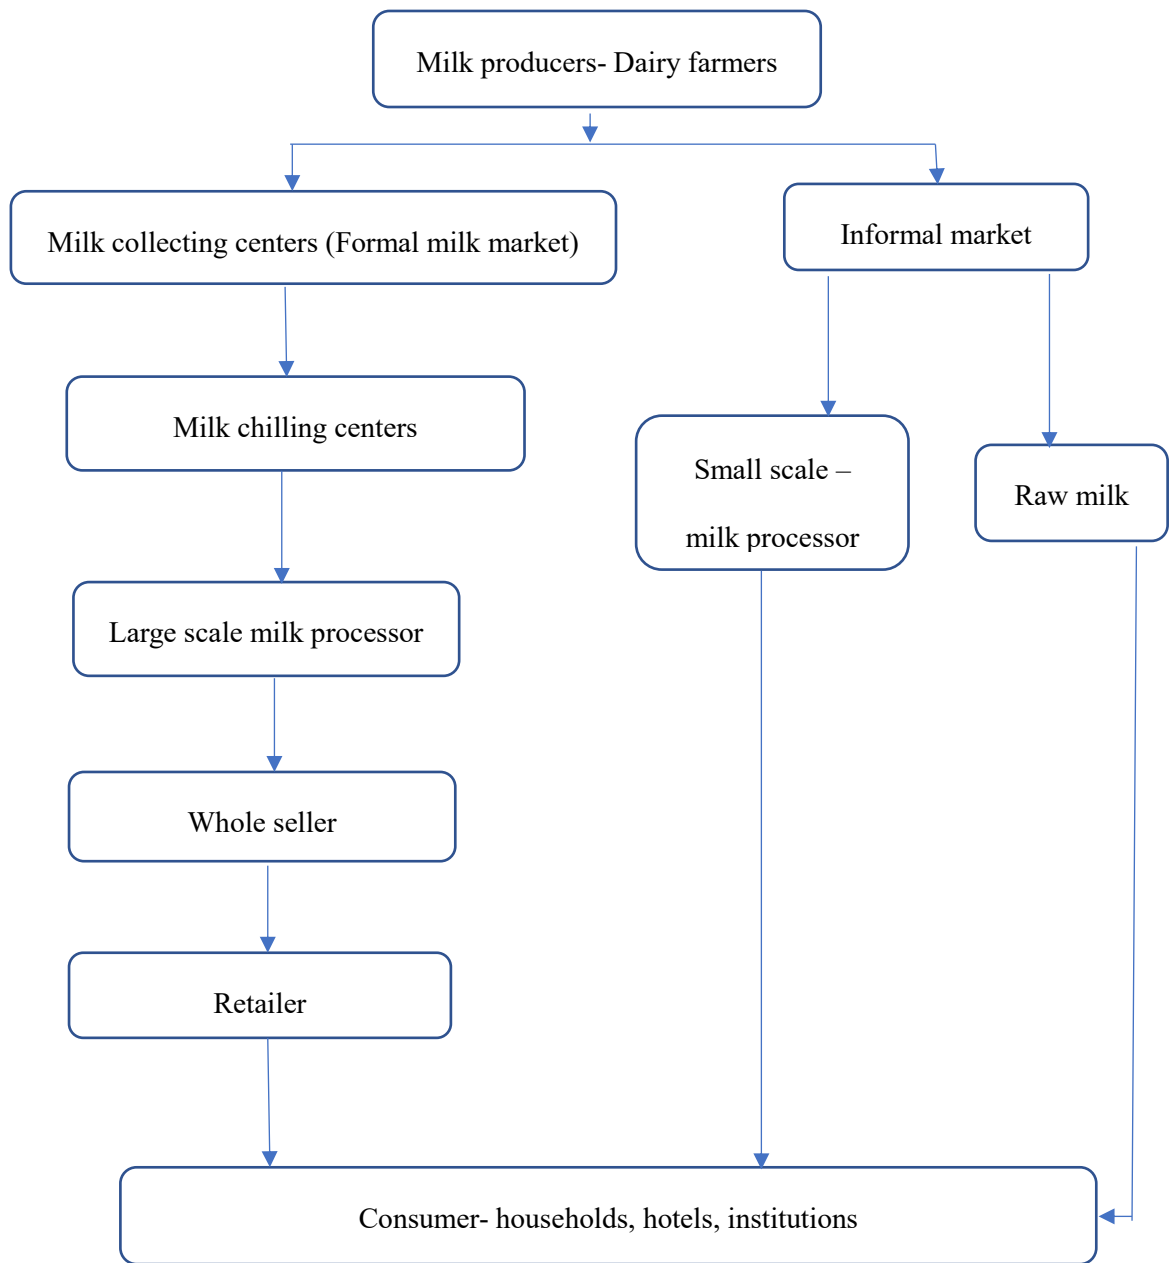 Milk producers- Dairy farmers
Milk collecting centers (Formal milk market)
Informal market
Milk chilling centers
Small scale –
milk processor
Raw milk
Large scale milk processor
Whole seller
Retailer
Consumer- households, hotels, institutions